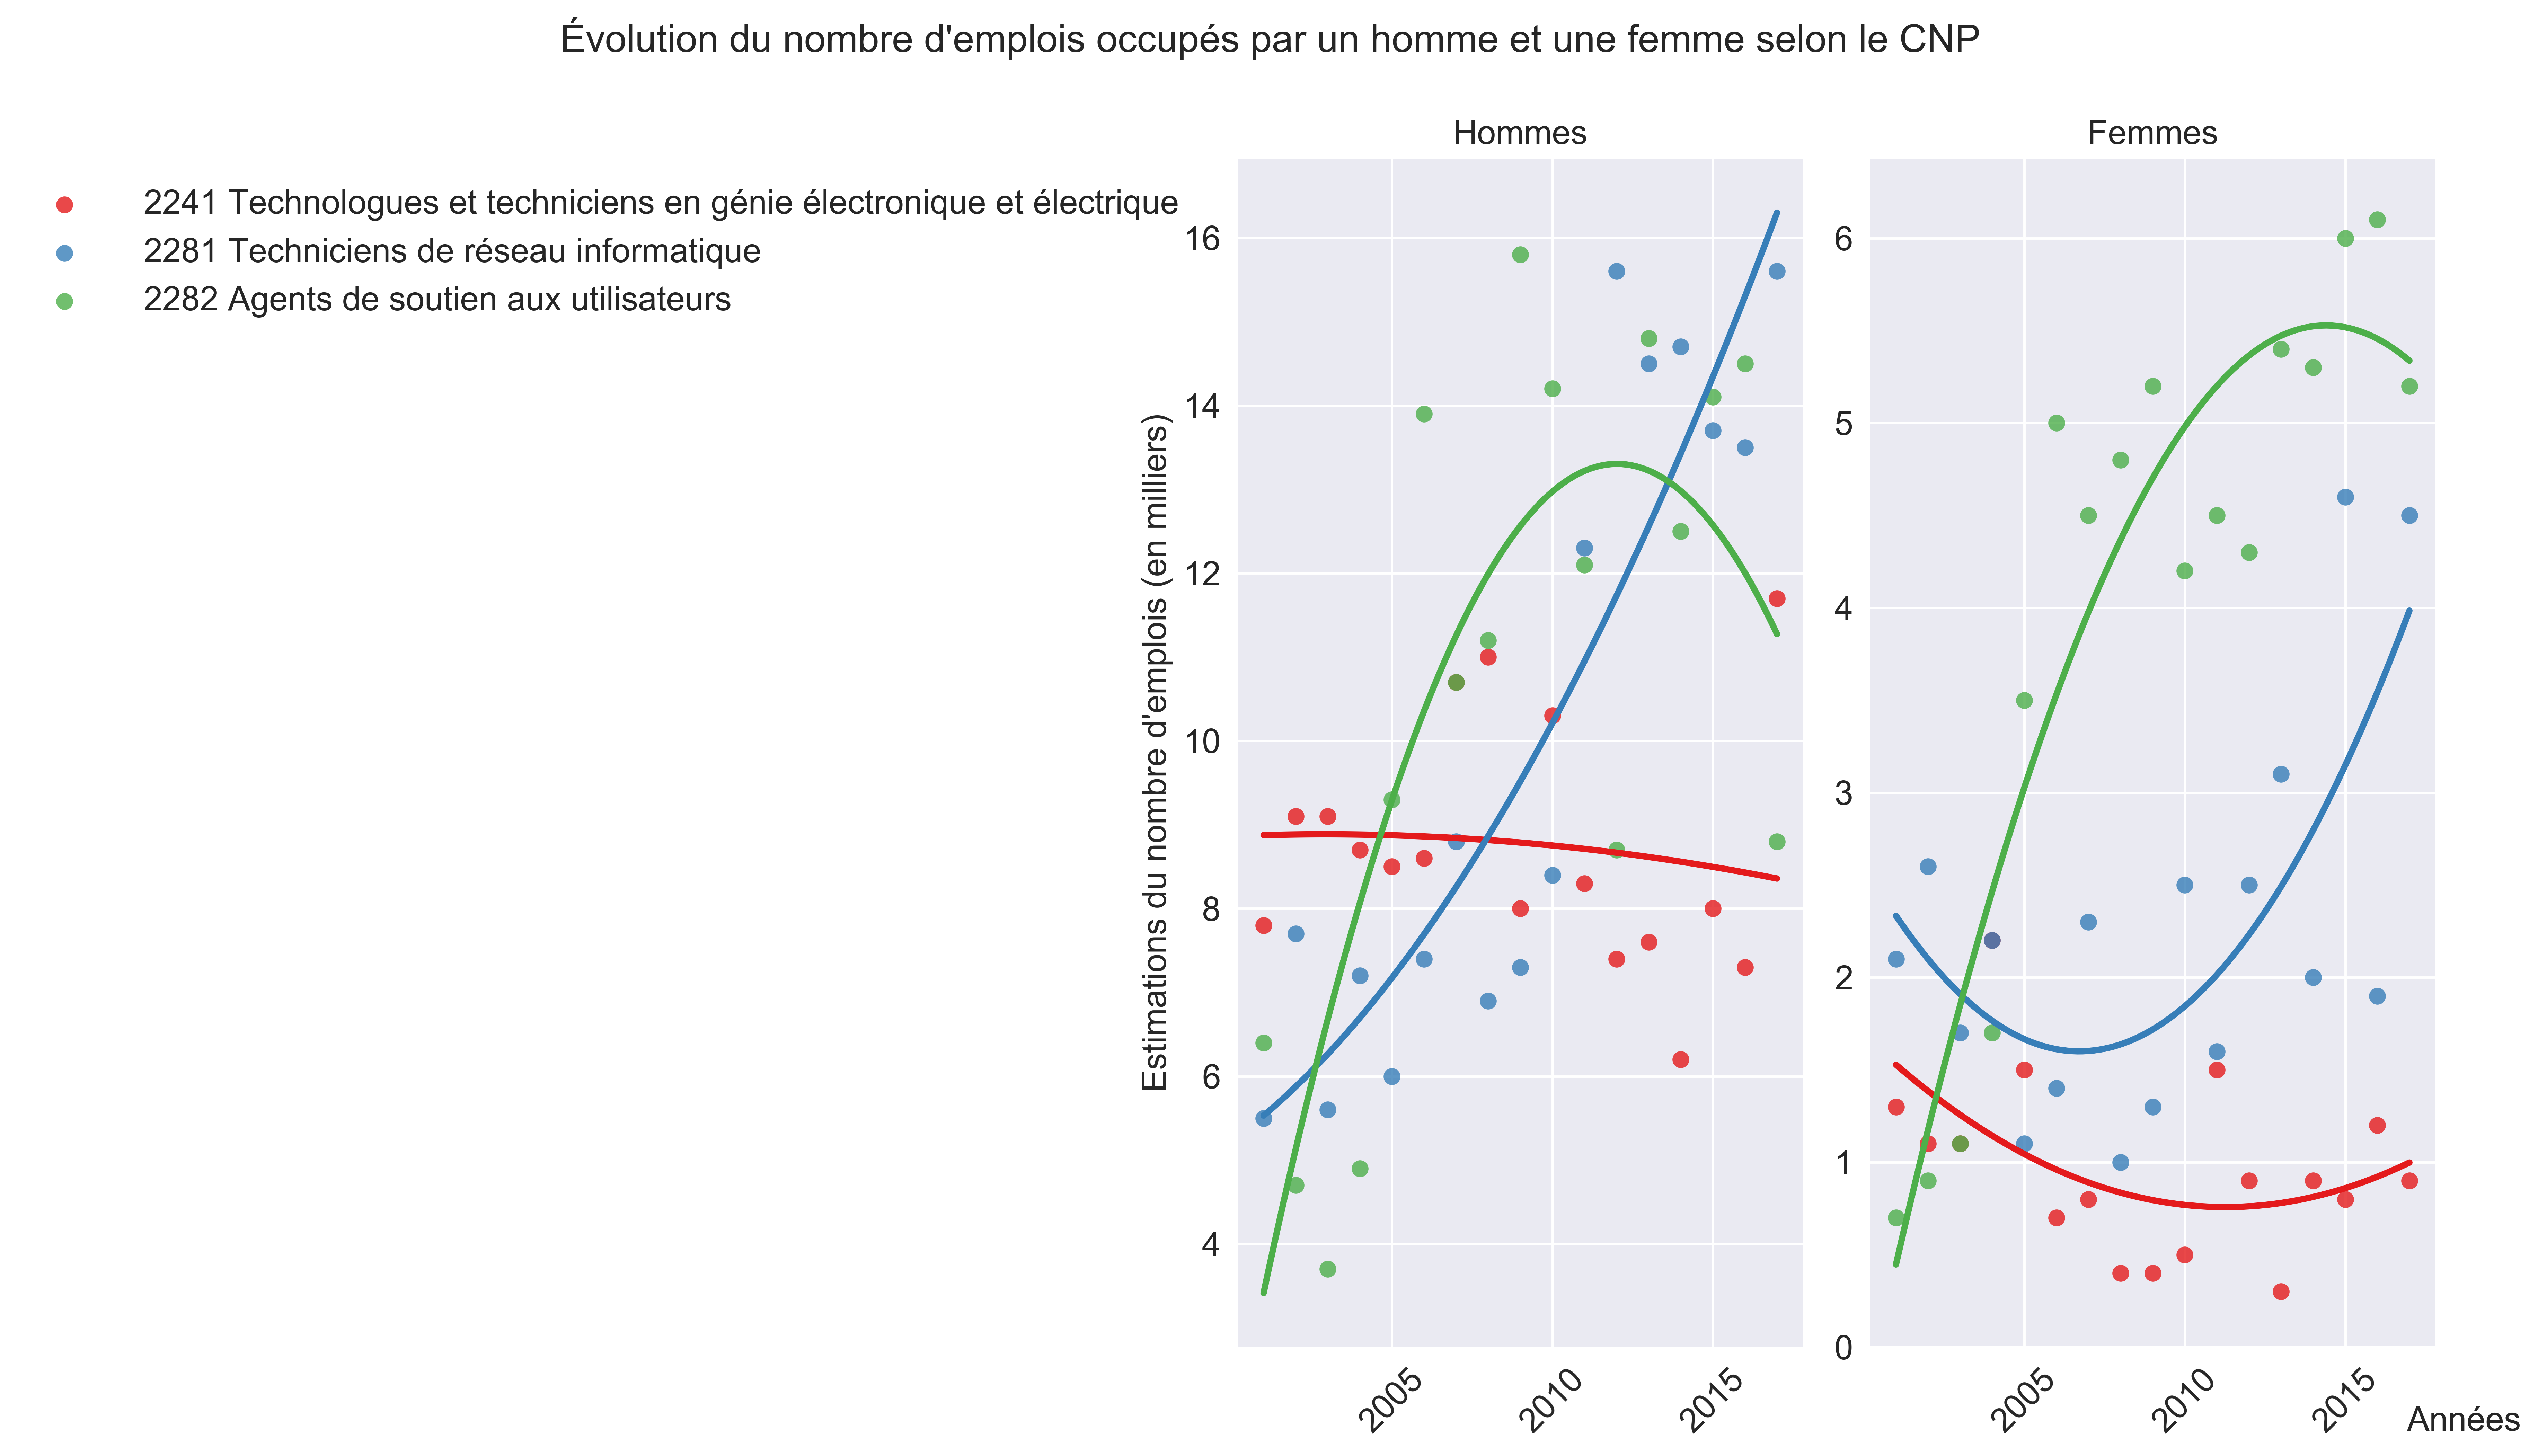 Évolution du nombre d'emplois occupés par un homme et une femme selon le CNP
2241 Technologues et techniciens en génie électronique et électrique
2281 Techniciens de réseau informatique
2282 Agents de soutien aux utilisateurs
Estimations du nombre d'emplois (en milliers)
Hommes
16
14
12
10
8
6
4
2005
2010
2015
Femmes
6
5
4
3
2
1
0
2005
2010
2015
Années